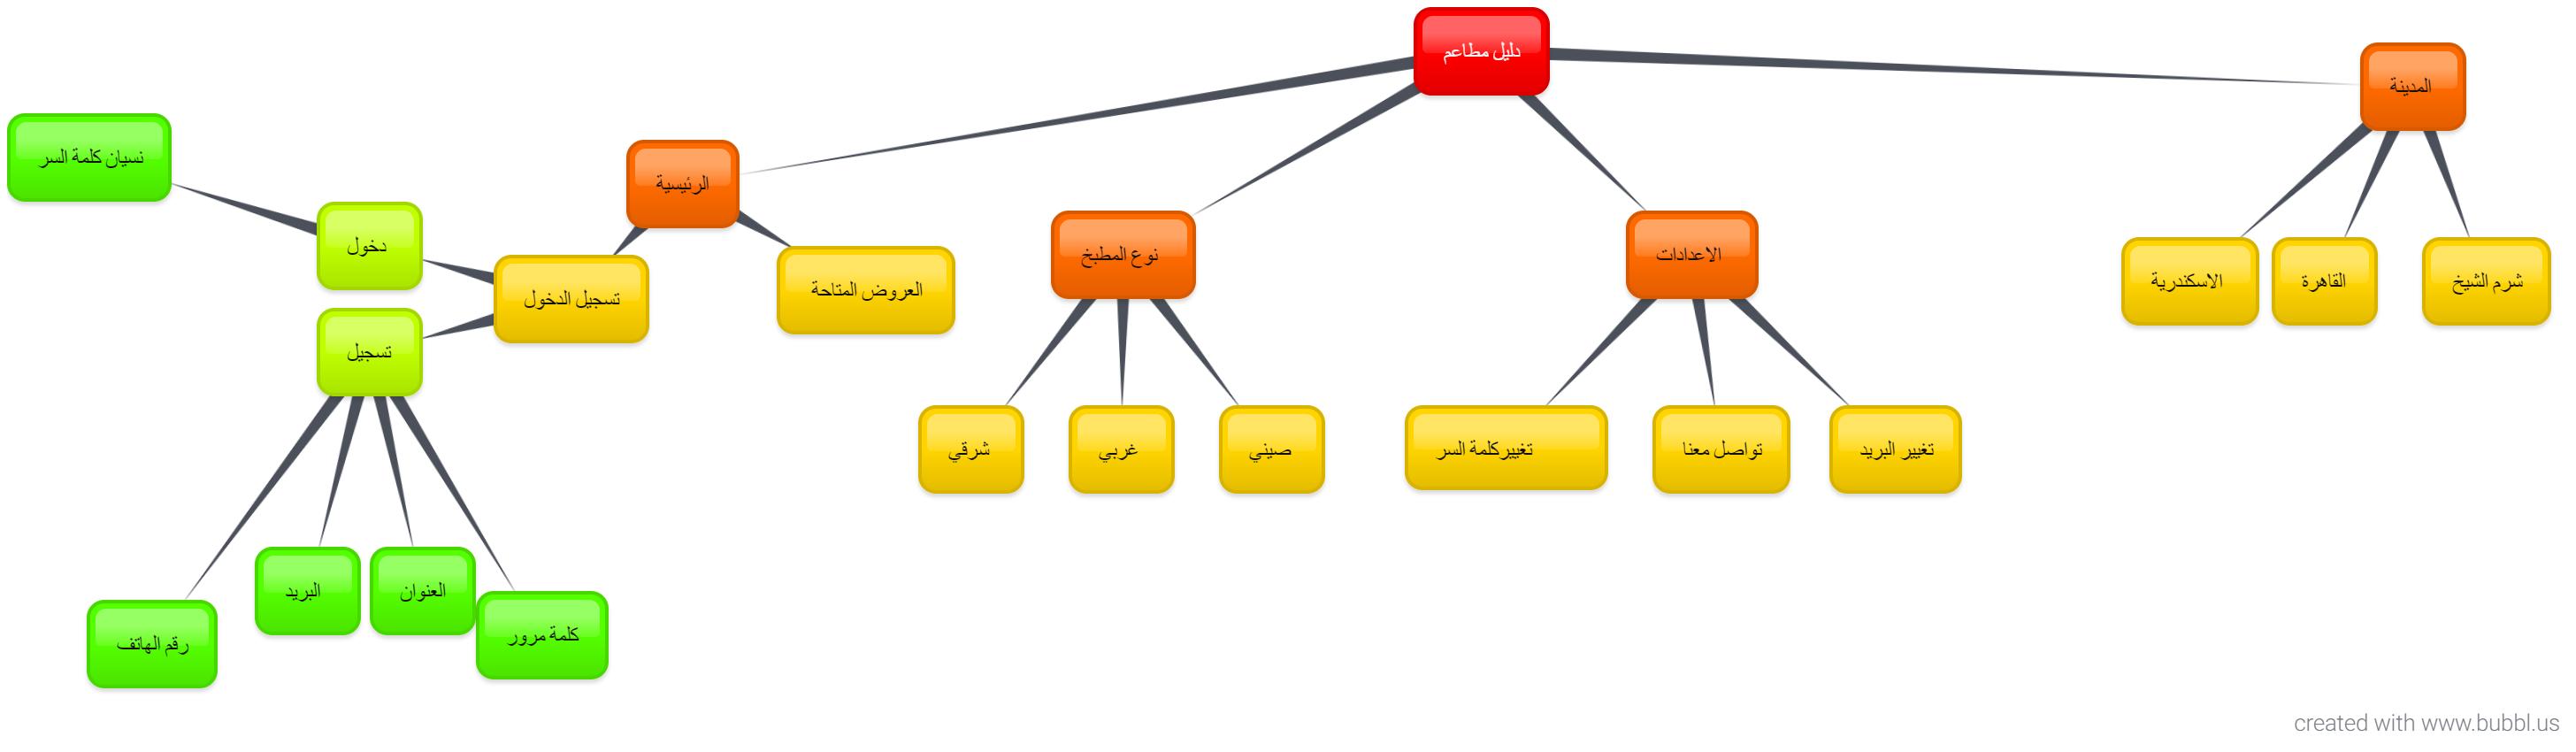 دليل مطاعم
المدينة
شرم الشيخ
القاهرة
الاسكندرية
الاعدادات
تغيير البريد
تواصل معنا
تغييركلمة السر
نوع المطبخ
صيني
غربي
شرقي
الرئيسية
العروض المتاحة
تسجيل الدخول
دخول
نسيان كلمة السر
تسجيل
كلمة مرور
العنوان
البريد
رقم الهاتف
created with www.bubbl.us